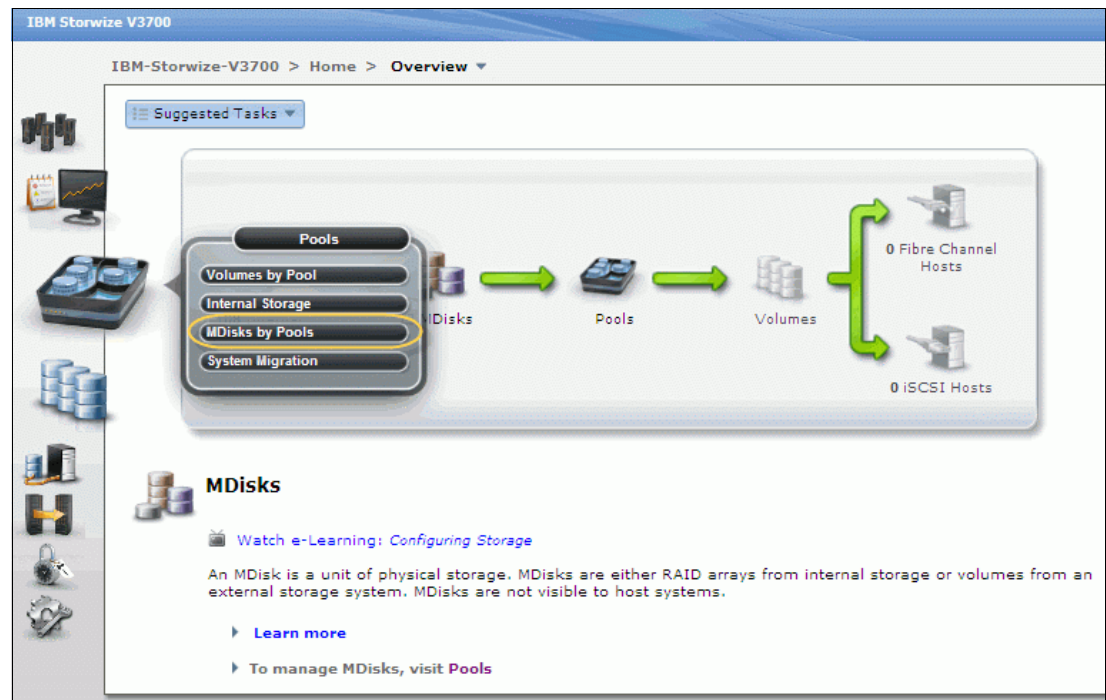 IBM Storwize V3700
IBM-Storwize-V3700 > Home > Overview
Suggested Tasks
Pools
Volumes by Pool
Internal Storage
MDisks by Pools
System Migration
MDisks
Pools
Volumes
0 Fibre Channel
Hosts
0 iSCSI Hosts
MDisks
Watch e-Learning: Configuring Storage
An MDisk is a unit of physical storage. MDisks are either RAID arrays from internal storage or volumes from an
external storage system. MDisks are not visible to host systems.
Learn more
To manage MDisks, visit Pools